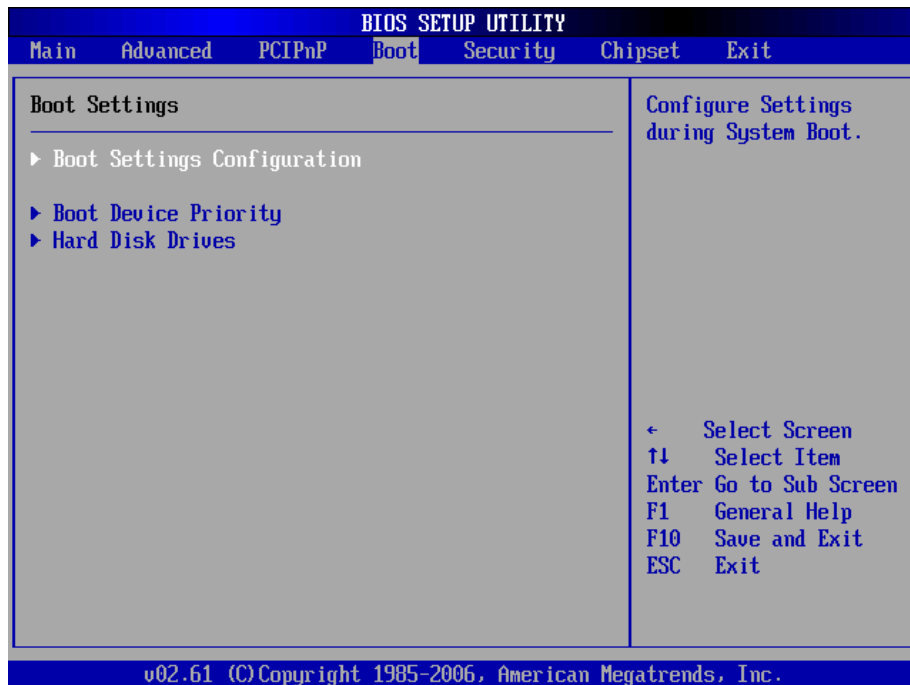 BIOS SETUP UTILITY
Main Advanced PCIPnP Boot Security Chipset Exit
Boot Settings
▶ Boot Settings Configuration
▶ Boot Device Priority
▶ Hard Disk Drives
Configure Settings
during System Boot.
← Select Screen
↑↓ Select Item
Enter Go to Sub Screen
F1 General Help
F10 Save and Exit
ESC Exit
v02.61 (C)Copyright 1985-2006, American Megatrends, Inc.